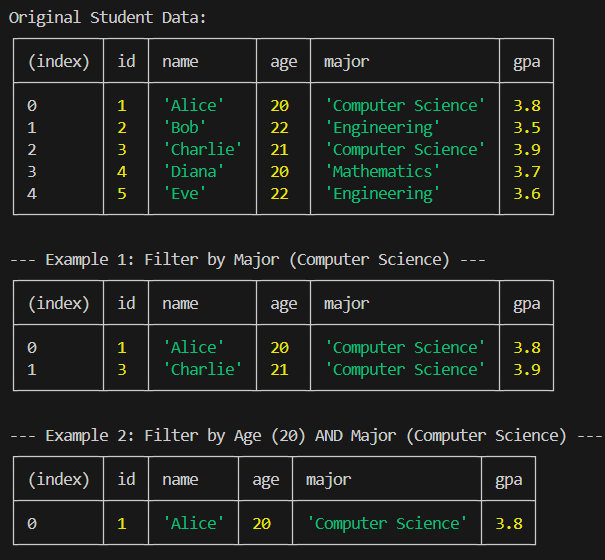 Original Student Data:
(index) id name age major gpa
0 1 'Alice' 20 'Computer Science' 3.8
1 2 'Bob' 22 'Engineering' 3.5
2 3 'Charlie' 21 'Computer Science' 3.9
3 4 'Diana' 20 'Mathematics' 3.7
4 5 'Eve' 22 'Engineering' 3.6
--- Example 1: Filter by Major (Computer Science) ---
(index) id name age major gpa
0 1 'Alice' 20 'Computer Science' 3.8
1 3 'Charlie' 21 'Computer Science' 3.9
--- Example 2: Filter by Age (20) AND Major (Computer Science) ---
(index) id name age major gpa
0 1 'Alice' 20 'Computer Science' 3.8